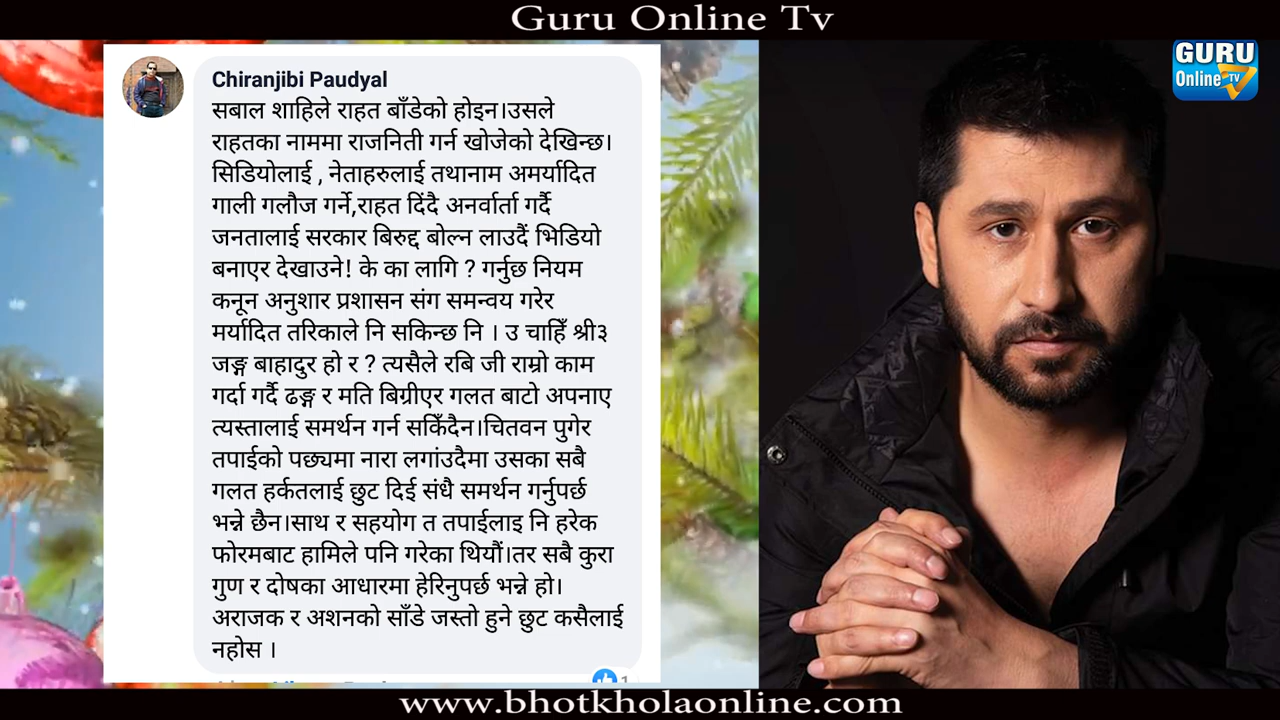 Guru Online Tv
GURU
Online TV
Chiranjibi Paudyal
सबाल शाहिले राहत बाँडेको होइन।उसले
राहतका नाममा राजनिती गर्न खोजेको देखिन्छ।
सिडियोलाई , नेताहरुलाई तथानाम अमर्यादित
गाली गलौज गर्ने,राहत दिंदै अनर्वार्ता गर्दै
जनतालाई सरकार बिरुद्द बोल्न लाउदैं भिडियो
बनाएर देखाउने! के का लागि ? गर्नुछ नियम
कनून अनुशार प्रशासन संग समन्वय गरेर
मर्यादित तरिकाले नि सकिन्छ नि । उ चाहिँ श्री३
जङ्ग बाहादुर हो र ? त्यसैले रबि जी राम्रो काम
गर्दा गर्दै ढङ्ग र मति बिग्रीएर गलत बाटो अपनाए
त्यस्तालाई समर्थन गर्न सकिँदैन।चितवन पुगेर
तपाईको पछ्यमा नारा लगांउदैमा उसका सबै
गलत हर्कतलाई छुट दिई संधै समर्थन गर्नुपर्छ
भन्ने छैन।साथ र सहयोग त तपाईलाइ नि हरेक
फोरमबाट हामिले पनि गरेका थियौं।तर सबै कुरा
गुण र दोषका आधारमा हेरिनुपर्छ भन्ने हो।
अराजक र अशनको साँडे जस्तो हुने छुट कसैलाई
नहोस ।
1
www.bhotkholaonline.com